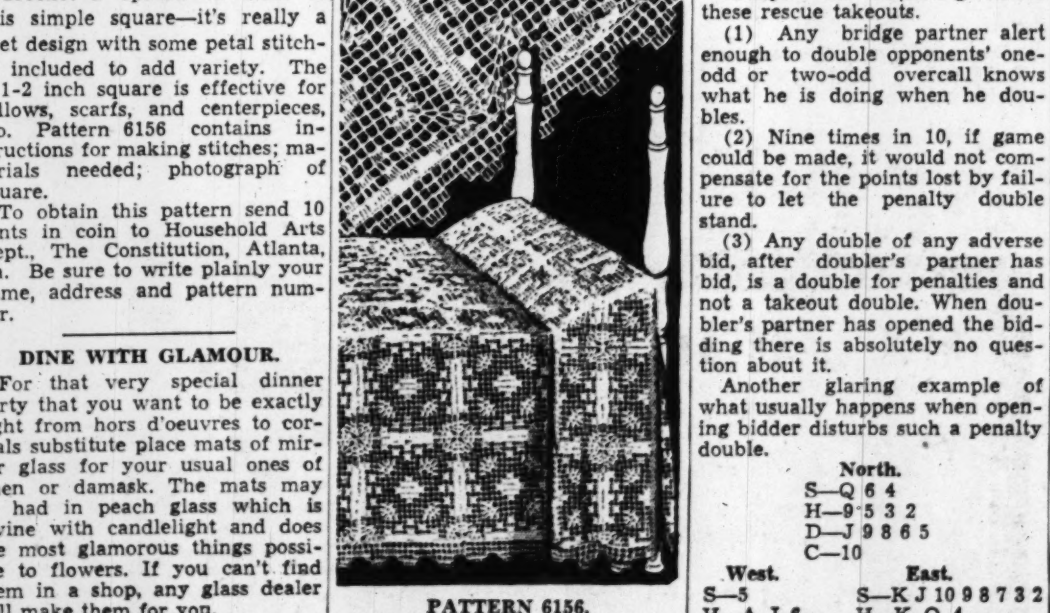 is simple square—it's really a
et design with some petal stitch-
included to add variety. The
1-2 inch square is effective for
llows, scarfs, and centerpieces,
o. Pattern 6156 contains in-
ructions for making stitches; ma-
rials needed; photograph of
uare.
To obtain this pattern send 10
nts in coin to Household Arts
ept., The Constitution, Atlanta,
a. Be sure to write plainly your
me, address and pattern num-
r.
DINE WITH GLAMOUR.
For that very special dinner
rty that you want to be exactly
ght from hors d'oeuvres to cor-
als substitute place mats of mir-
r glass for your usual ones of
en or damask. The mats may
had in peach glass which is
vine with candlelight and does
e most glamorous things possi-
e to flowers. If you can't find
em in a shop, any glass dealer
ll make them for you.
PATTERN 6156.
these rescue takeouts.
(1) Any bridge partner alert
enough to double opponents' one-
odd or two-odd overcall knows
what he is doing when he dou-
bles.
(2) Nine times in 10, if game
could be made, it would not com-
pensate for the points lost by fail-
ure to let the penalty double
stand.
(3) Any double of any adverse
bid, after doubler's partner has
bid, is a double for penalties and
not a takeout double. When dou-
bler's partner has opened the bid-
ding there is absolutely no ques-
tion about it.
Another glaring example of
what usually happens when open-
ing bidder disturbs such a penalty
double.
North.
S—Q 6 4
H—9 5 3 2
D—J 9 8 6 5
C—10
West. East.
S—5 S—K J 10 9 8 7 3 2